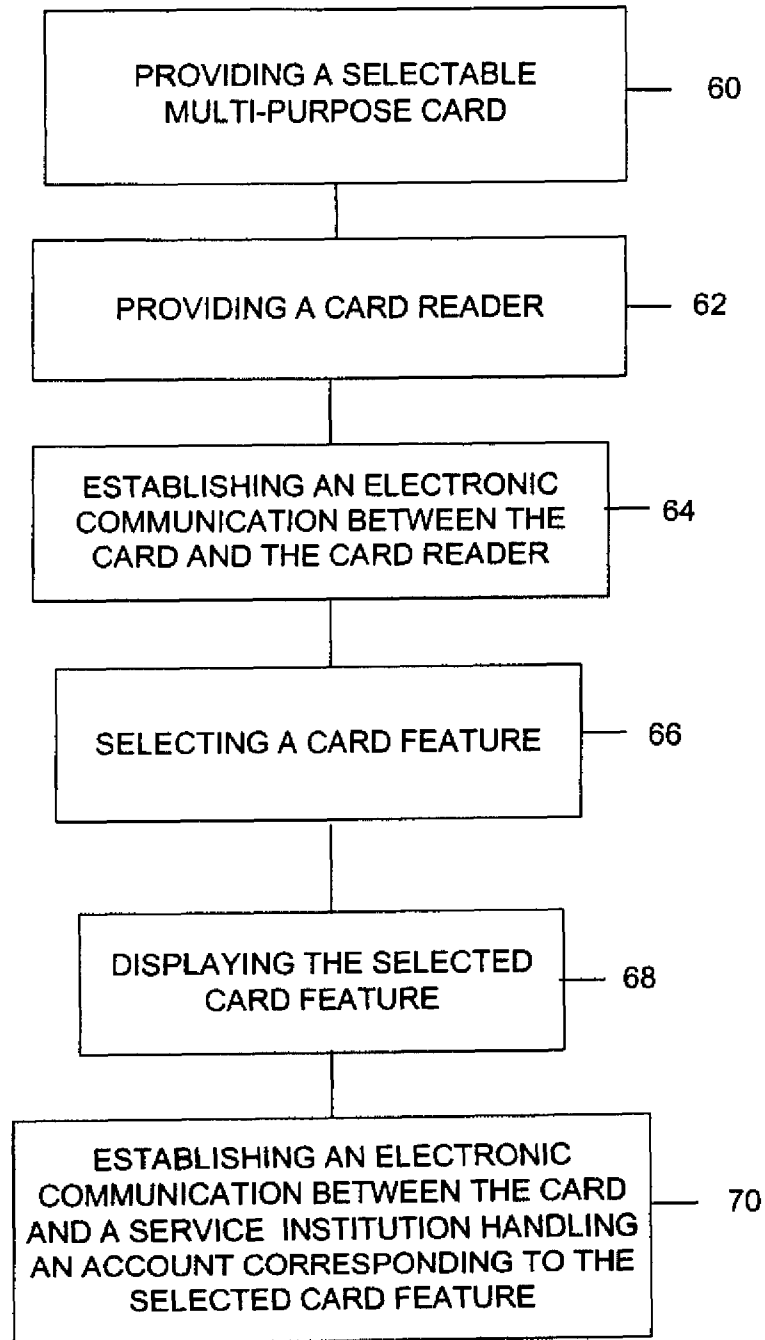 PROVIDING A SELECTABLE
MULTI-PURPOSE CARD
60
PROVIDING A CARD READER
62
ESTABLISHING AN ELECTRONIC
COMMUNICATION BETWEEN THE
CARD AND THE CARD READER
64
SELECTING A CARD FEATURE
66
DISPLAYING THE SELECTED
CARD FEATURE
68
ESTABLISHING AN ELECTRONIC
COMMUNICATION BETWEEN THE CARD
AND A SERVICE INSTITUTION HANDLING
AN ACCOUNT CORRESPONDING TO THE
SELECTED CARD FEATURE
70